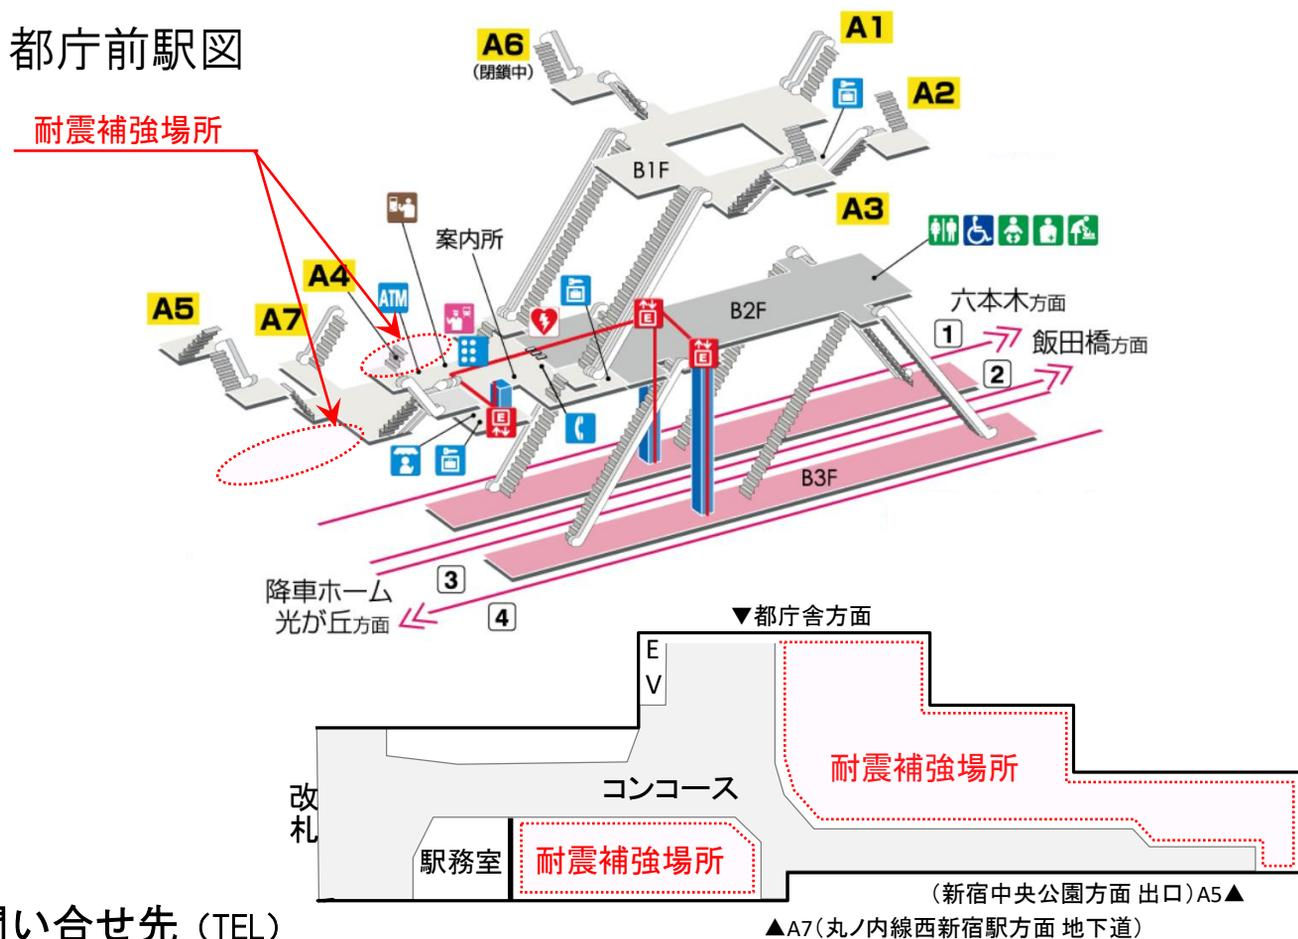 都庁前駅図
耐震補強場所
A6
(閉鎖中)
A1
A2
B1F
A3
案内所
A4
ATM
A5
A7
B2F
六本木方面
1
飯田橋方面
2
B3F
降車ホーム
光が丘方面
3
4
▼都庁舎方面
E
V
耐震補強場所
コンコース
改
札
駅務室
耐震補強場所
(新宿中央公園方面 出口)A5▲
▲A7(丸ノ内線西新宿駅方面 地下道)
い合せ先(TEL)